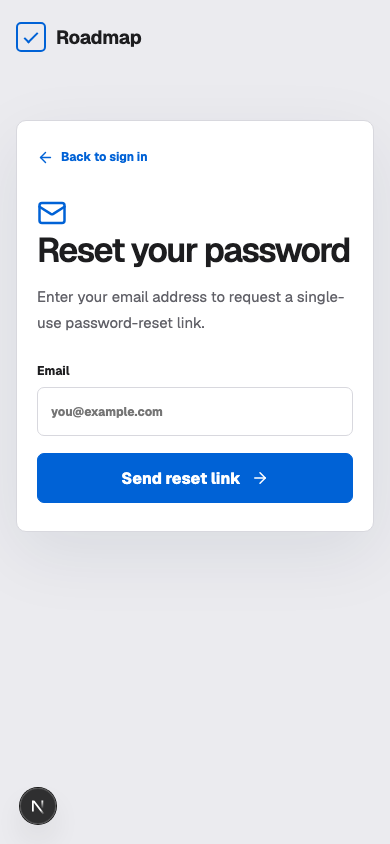 Roadmap
Back to sign in
Reset your password
Enter your email address to request a single-
use password-reset link.
Email
you@example.com
Send reset link
N